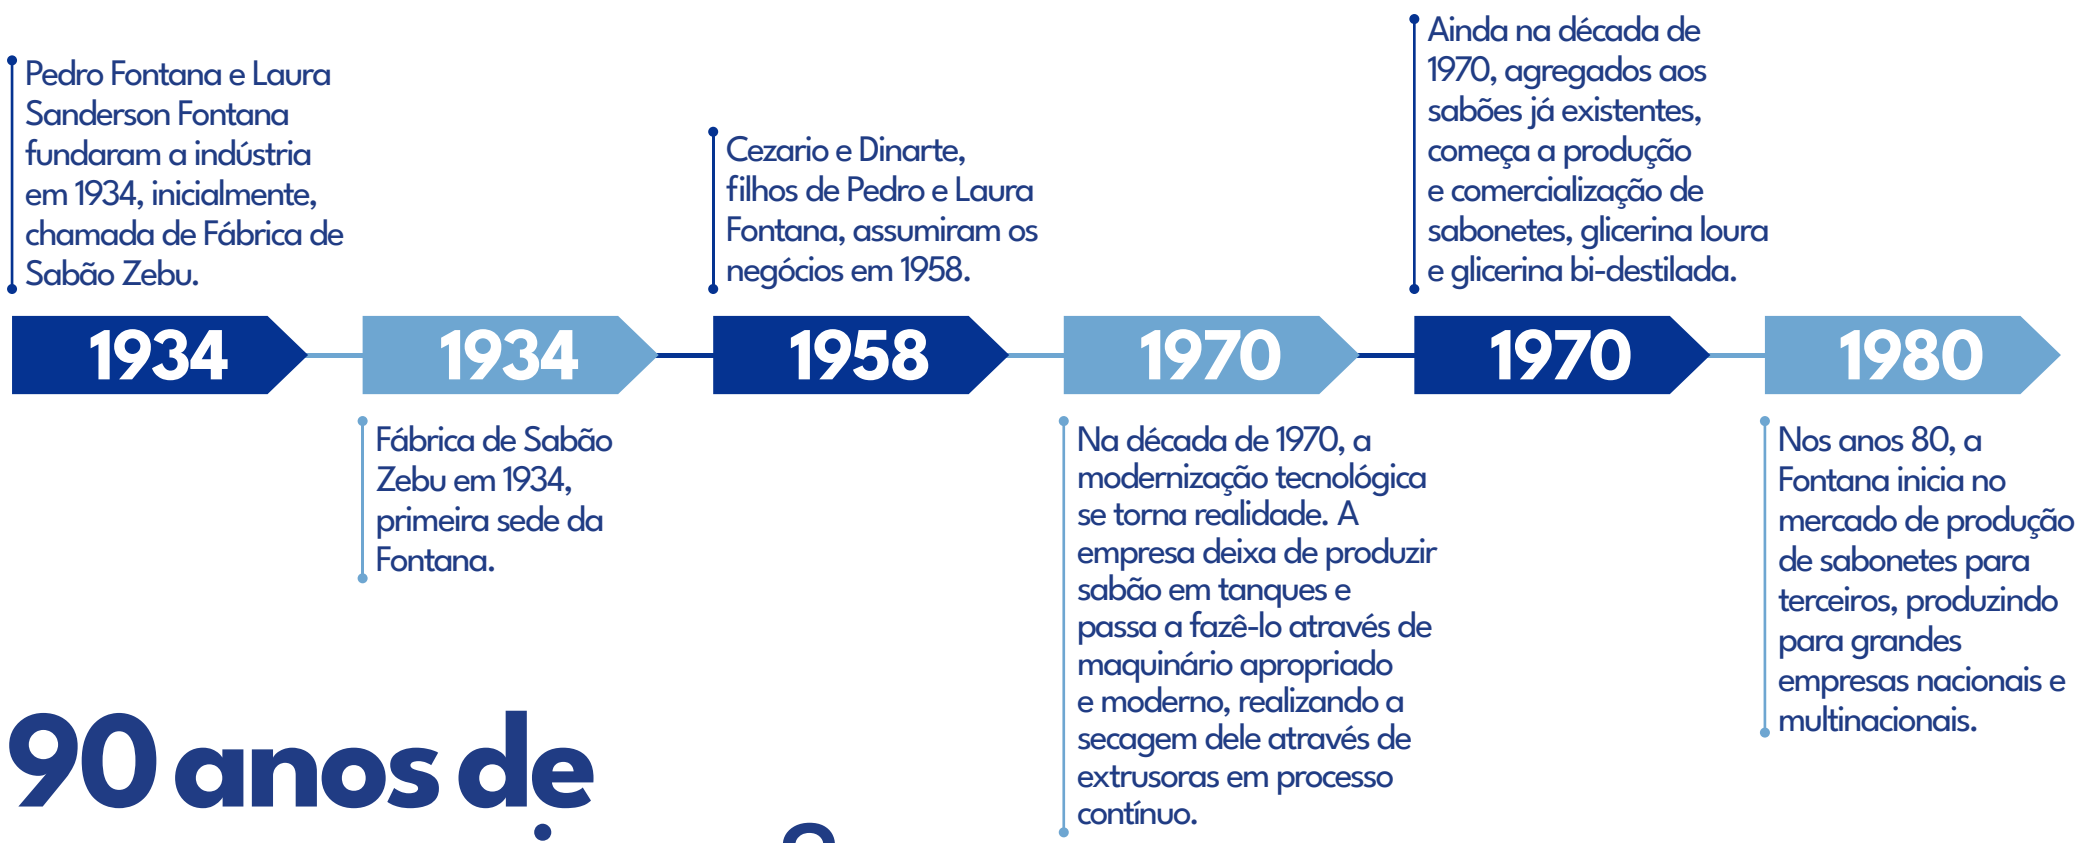 Pedro Fontana e Laura
Sanderson Fontana
fundaram a indústria
em 1934, inicialmente,
chamada de Fábrica de
Sabão Zebu.
1934
1934
Fábrica de Sabão
Zebu em 1934,
primeira sede da
Fontana.
Cezario e Dinarte,
filhos de Pedro e Laura
Fontana, assumiram os
negócios em 1958.
1958
1970
Na década de 1970, a
modernização tecnológica
se torna realidade. A
empresa deixa de produzir
sabão em tanques e
passa a fazê-lo através de
maquinário apropriado
e moderno, realizando a
secagem dele através de
extrusoras em processo
contínuo.
Ainda na década de
1970, agregados aos
sabões já existentes,
começa a produção
e comercialização de
sabonetes, glicerina loura
e glicerina bi-destilada.
1970
1980
Nos anos 80, a
Fontana inicia no
mercado de produção
de sabonetes para
terceiros, produzindo
para grandes
empresas nacionais e
multinacionais.
90 anos de